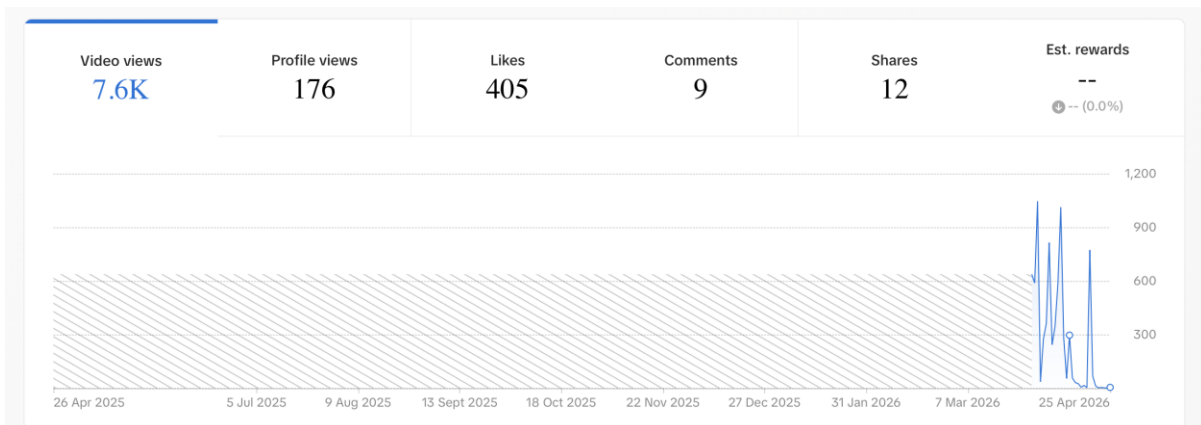 Video views
7.6K
Profile views
176
Likes
405
Comments
9
Shares
12
Est. rewards
--
-- (0.0%)
1,200
900
600
300
26 Apr 2025
5 Jul 2025
9 Aug 2025
13 Sept 2025
18 Oct 2025
22 Nov 2025
27 Dec 2025
31 Jan 2026
7 Mar 2026
25 Apr 2026